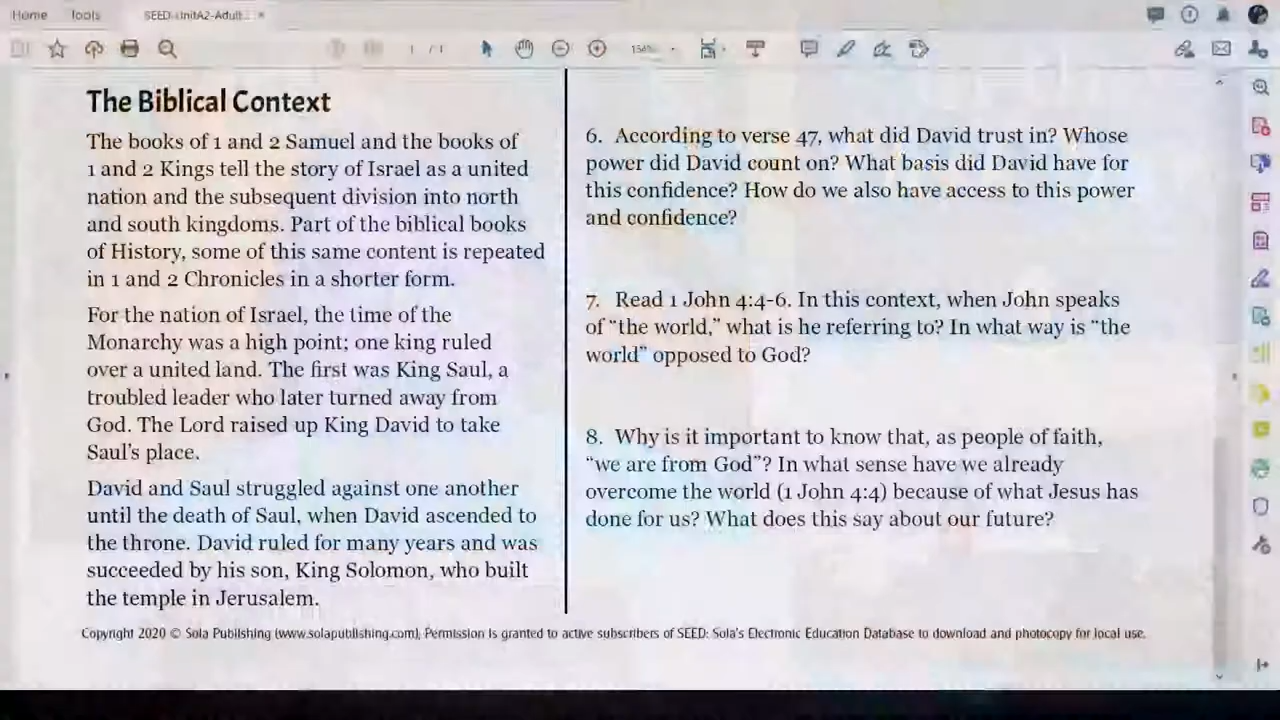 Home
Tools
SEED-UnitA2-Adult... ×
1 / 1
154%
The Biblical Context
The books of 1 and 2 Samuel and the books of
1 and 2 Kings tell the story of Israel as a united
nation and the subsequent division into north
and south kingdoms. Part of the biblical books
of History, some of this same content is repeated
in 1 and 2 Chronicles in a shorter form.
For the nation of Israel, the time of the
Monarchy was a high point; one king ruled
over a united land. The first was King Saul, a
troubled leader who later turned away from
God. The Lord raised up King David to take
Saul's place.
David and Saul struggled against one another
until the death of Saul, when David ascended to
the throne. David ruled for many years and was
succeeded by his son, King Solomon, who built
the temple in Jerusalem.
6. According to verse 47, what did David trust in? Whose
power did David count on? What basis did David have for
this confidence? How do we also have access to this power
and confidence?
7. Read 1 John 4:4-6. In this context, when John speaks
of “the world,” what is he referring to? In what way is “the
world” opposed to God?
8. Why is it important to know that, as people of faith,
“we are from God”? In what sense have we already
overcome the world (1 John 4:4) because of what Jesus has
done for us? What does this say about our future?
Copyright 2020 © Sola Publishing (www.solapublishing.com). Permission is granted to active subscribers of SEED: Sola's Electronic Education Database to download and photocopy for local use.